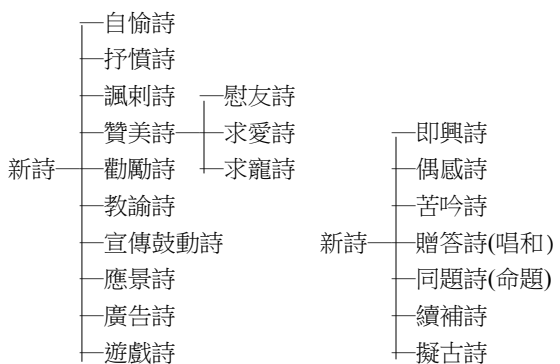 自愉詩
抒憤詩
諷刺詩
贊美詩
慰友詩
求愛詩
求寵詩
新詩
勸勵詩
教諭詩
宣傳鼓動詩
應景詩
廣告詩
遊戲詩
即興詩
偶感詩
苦吟詩
新詩
贈答詩(唱和)
同題詩(命題)
續補詩
擬古詩